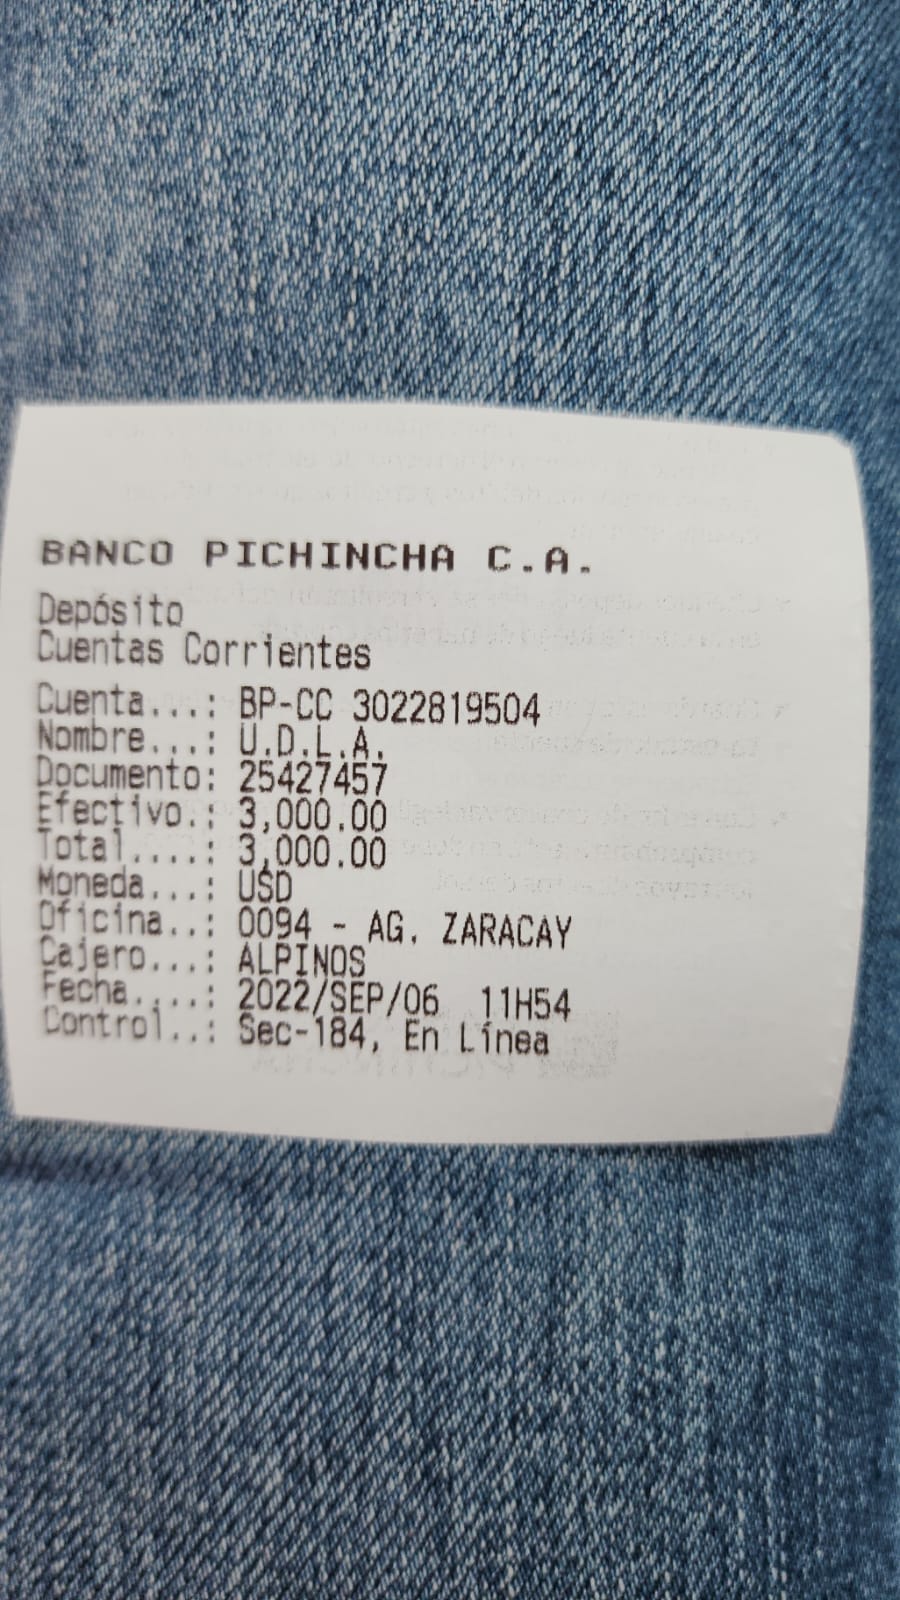 BANCO PICHINCHA C.A.
Depósito
Cuentas Corrientes
Cuenta...: BP-CC 3022819504
Nombre...: U.D.L.A.
Documento: 25427457
Efectivo.: 3,000.00
Total....: 3,000.00
Moneda...: USD
Oficina..: 0094 - AG. ZARACAY
Cajero...: ALPINOS
Fecha....: 2022/SEP/06 11H54
Control..: Sec-184, En Línea